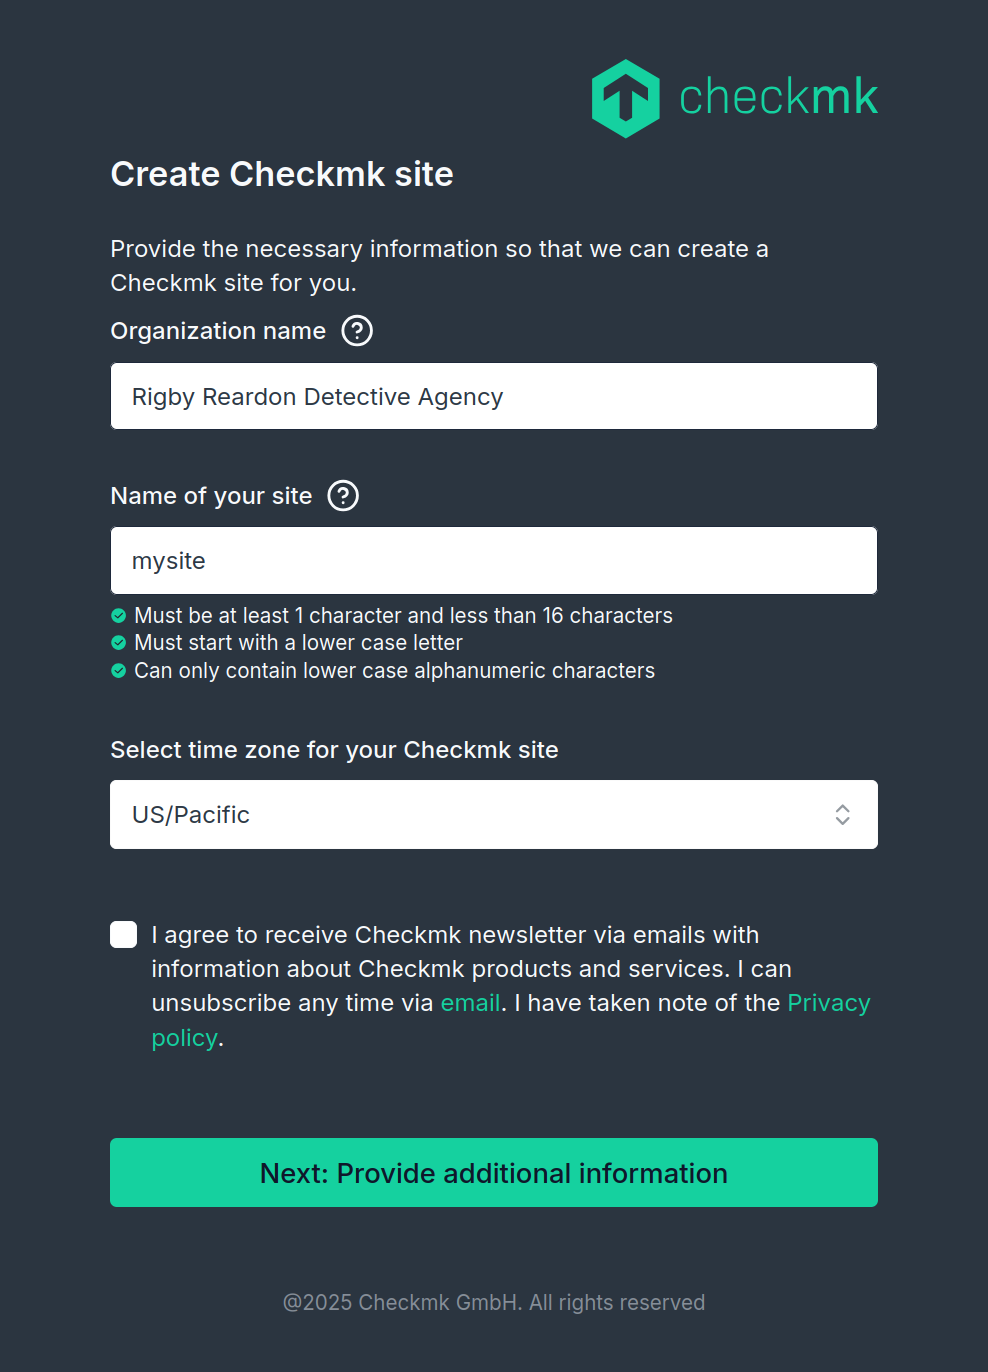 checkmk
Create Checkmk site
Provide the necessary information so that we can create a
Checkmk site for you.
Organization name ?
Rigby Reardon Detective Agency
Name of your site ?
mysite
Must be at least 1 character and less than 16 characters
Must start with a lower case letter
Can only contain lower case alphanumeric characters
Select time zone for your Checkmk site
US/Pacific
I agree to receive Checkmk newsletter via emails with
information about Checkmk products and services. I can
unsubscribe any time via email. I have taken note of the Privacy
policy.
Next: Provide additional information
@2025 Checkmk GmbH. All rights reserved